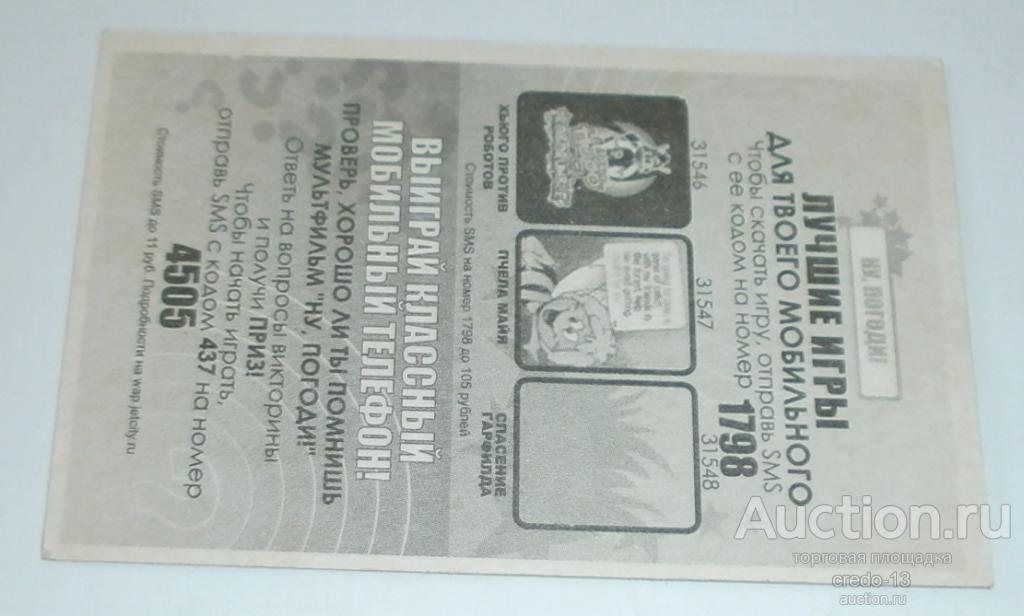 НУ, ПОГОДИ!
ЛУЧШИЕ ИГРЫ
ДЛЯ ТВОЕГО МОБИЛЬНОГО
Чтобы скачать игру, отправь SMS
с ее кодом на номер 1798
31546
31547
31548
ХЬЮГО ПРОТИВ
РОБОТОВ
ПЧЕЛА МАЙЯ
СПАСЕНИЕ
ГАРФИЛДА
Стоимость SMS на номер 1798 до 105 рублей
ВЫИГРАЙ КЛАССНЫЙ
МОБИЛЬНЫЙ ТЕЛЕФОН!
ПРОВЕРЬ, ХОРОШО ЛИ ТЫ ПОМНИШЬ
МУЛЬТФИЛЬМ "НУ, ПОГОДИ!"
Ответь на вопросы викторины
и получи ПРИЗ!
Чтобы начать играть,
отправь SMS с кодом 437 на номер
4505
Стоимость SMS до 11 руб. Подробности на wap.jetcity.ru
Auction.ru
торговая площадка
credo-13
auction.ru